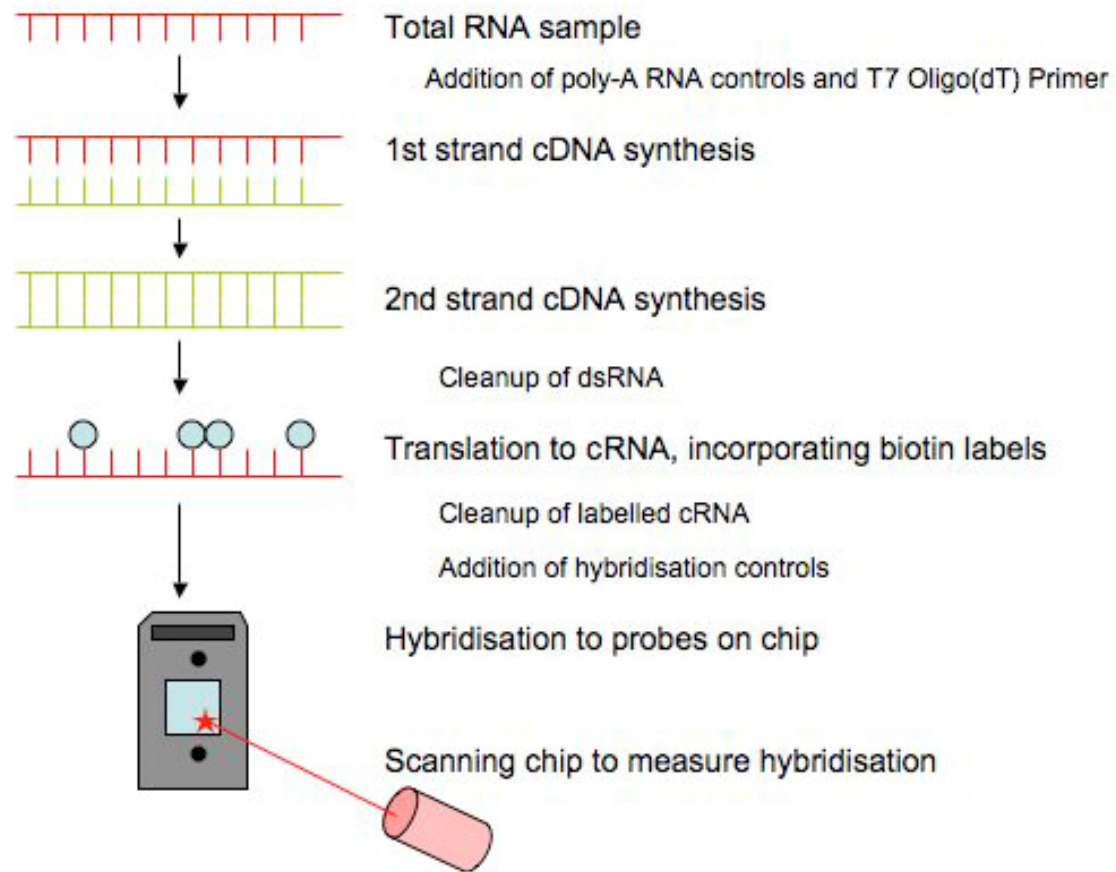 Total RNA sample
Addition of poly-A RNA controls and T7 Oligo(dT) Primer
1st strand cDNA synthesis
2nd strand cDNA synthesis
Cleanup of dsRNA
Translation to cRNA, incorporating biotin labels
Cleanup of labelled cRNA
Addition of hybridisation controls
Hybridisation to probes on chip
Scanning chip to measure hybridisation